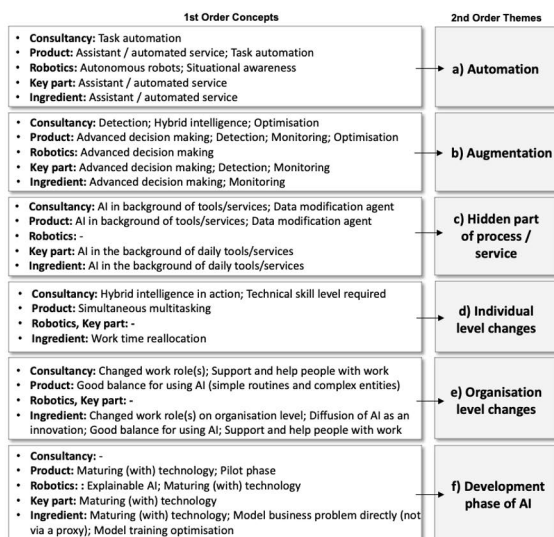 1st Order Concepts
2nd Order Themes
• Consultancy: Task automation
• Product: Assistant / automated service; Task automation
• Robotics: Autonomous robots; Situational awareness
• Key part: Assistant / automated service
• Ingredient: Assistant / automated service
a) Automation
• Consultancy: Detection; Hybrid intelligence; Optimisation
• Product: Advanced decision making; Detection; Monitoring; Optimisation
• Robotics: Advanced decision making
• Key part: Advanced decision making; Detection; Monitoring
• Ingredient: Advanced decision making; Monitoring
b) Augmentation
• Consultancy: AI in background of tools/services; Data modification agent
• Product: AI in background of tools/services; Data modification agent
• Robotics: -
• Key part: AI in the background of daily tools/services
• Ingredient: AI in the background of daily tools/services
c) Hidden part
of process /
service
• Consultancy: Hybrid intelligence in action; Technical skill level required
• Product: Simultaneous multitasking
• Robotics, Key part: -
• Ingredient: Work time reallocation
d) Individual
level changes
• Consultancy: Changed work role(s); Support and help people with work
• Product: Good balance for using AI (simple routines and complex entities)
• Robotics, Key part: -
• Ingredient: Changed work role(s) on organisation level; Diffusion of AI as an
innovation; Good balance for using AI; Support and help people with work
e) Organisation
level changes
• Consultancy: -
• Product: Maturing (with) technology; Pilot phase
• Robotics: : Explainable AI; Maturing (with) technology
• Key part: Maturing (with) technology
• Ingredient: Maturing (with) technology; Model business problem directly (not
via a proxy); Model training optimisation
f) Development
phase of AI